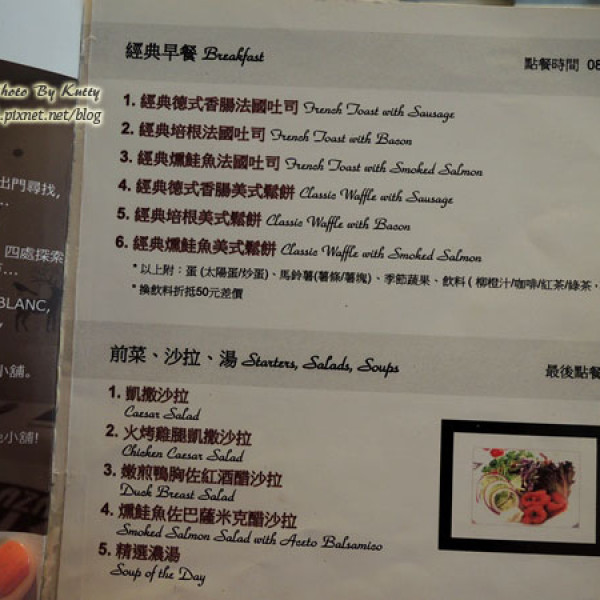 Photo By Kutty
pixnet.net/blog
出門尋找,
...
四處探索
...
BLANC,
小舖。
小舖!
經典早餐 Breakfast
點餐時間 08
1. 經典德式香腸法國吐司 French Toast with Sausage
2. 經典培根法國吐司 French Toast with Bacon
3. 經典燻鮭魚法國吐司 French Toast with Smoked Salmon
4. 經典德式香腸美式鬆餅 Classic Waffle with Sausage
5. 經典培根美式鬆餅 Classic Waffle with Bacon
6. 經典燻鮭魚美式鬆餅 Classic Waffle with Smoked Salmon
*以上附：蛋 (太陽蛋/炒蛋)、馬鈴薯(薯條/薯塊)、季節蔬果、飲料 ( 柳橙汁/咖啡/紅茶/綠茶，
*換飲料折抵50元差價
前菜、沙拉、湯 Starters, Salads, Soups
最後點餐
1. 凱撒沙拉
Caesar Salad
2. 火烤雞腿凱撒沙拉
Chicken Caesar Salad
3. 嫩煎鴨胸佐紅酒醋沙拉
Duck Breast Salad
4. 燻鮭魚佐巴薩米克醋沙拉
Smoked Salmon Salad with Aceto Balsamico
5. 精選濃湯
Soup of the Day